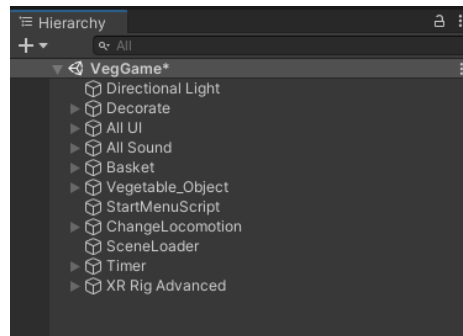 Hierarchy
All
VegGame*
Directional Light
Decorate
All UI
All Sound
Basket
Vegetable_Object
StartMenuScript
ChangeLocomotion
SceneLoader
Timer
XR Rig Advanced